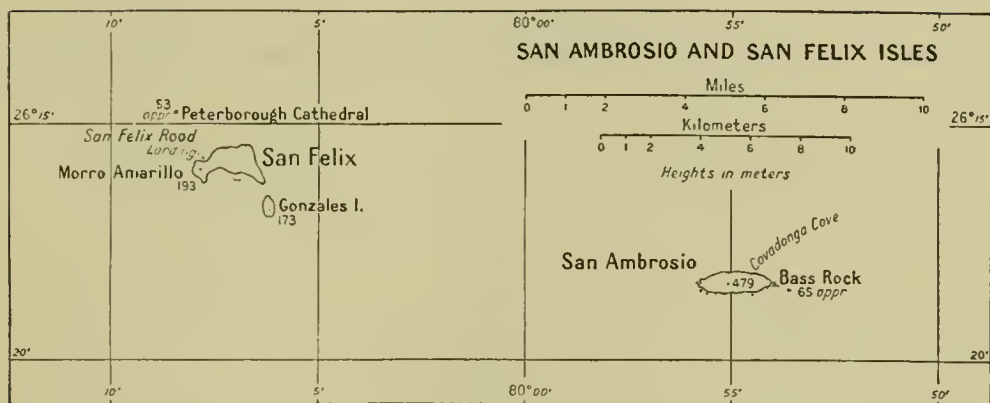 10' 5' 80°00' 55' 50'
SAN AMBROSIO AND SAN FELIX ISLES
Miles
0 1 2 4 6 8 10
Kilometers
0 1 2 4 6 8 10
Heights in meters
26°15' 26°15'
53
appr
Peterborough Cathedral
San Felix Road
Landing
San Felix
Morro Amarillo
193
Gonzales I.
173
Covadonga Cove
San Ambrosio
479
Bass Rock
65 appr
20' 20'
10' 5' 80°00' 55' 50'